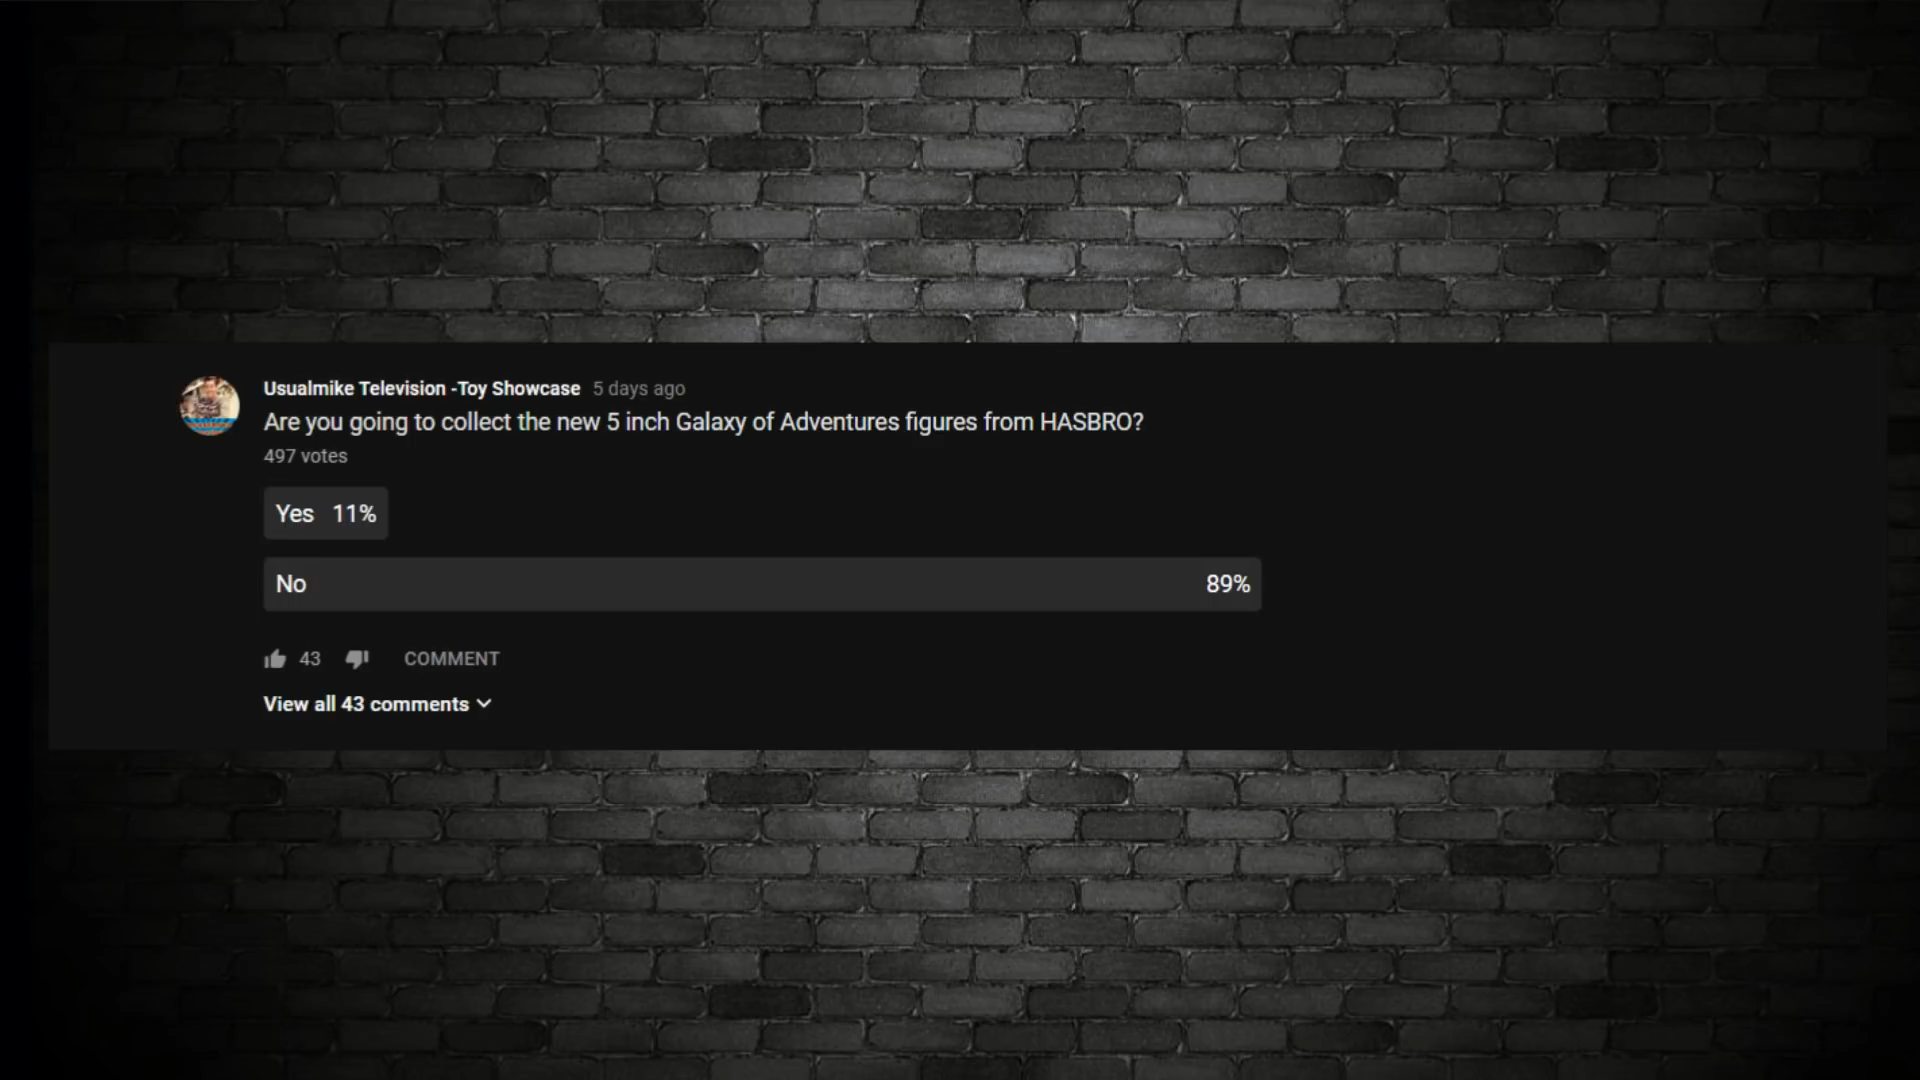 Usualmike Television -Toy Showcase 5 days ago
Are you going to collect the new 5 inch Galaxy of Adventures figures from HASBRO?
497 votes
Yes 11%
No 89%
43 COMMENT
View all 43 comments